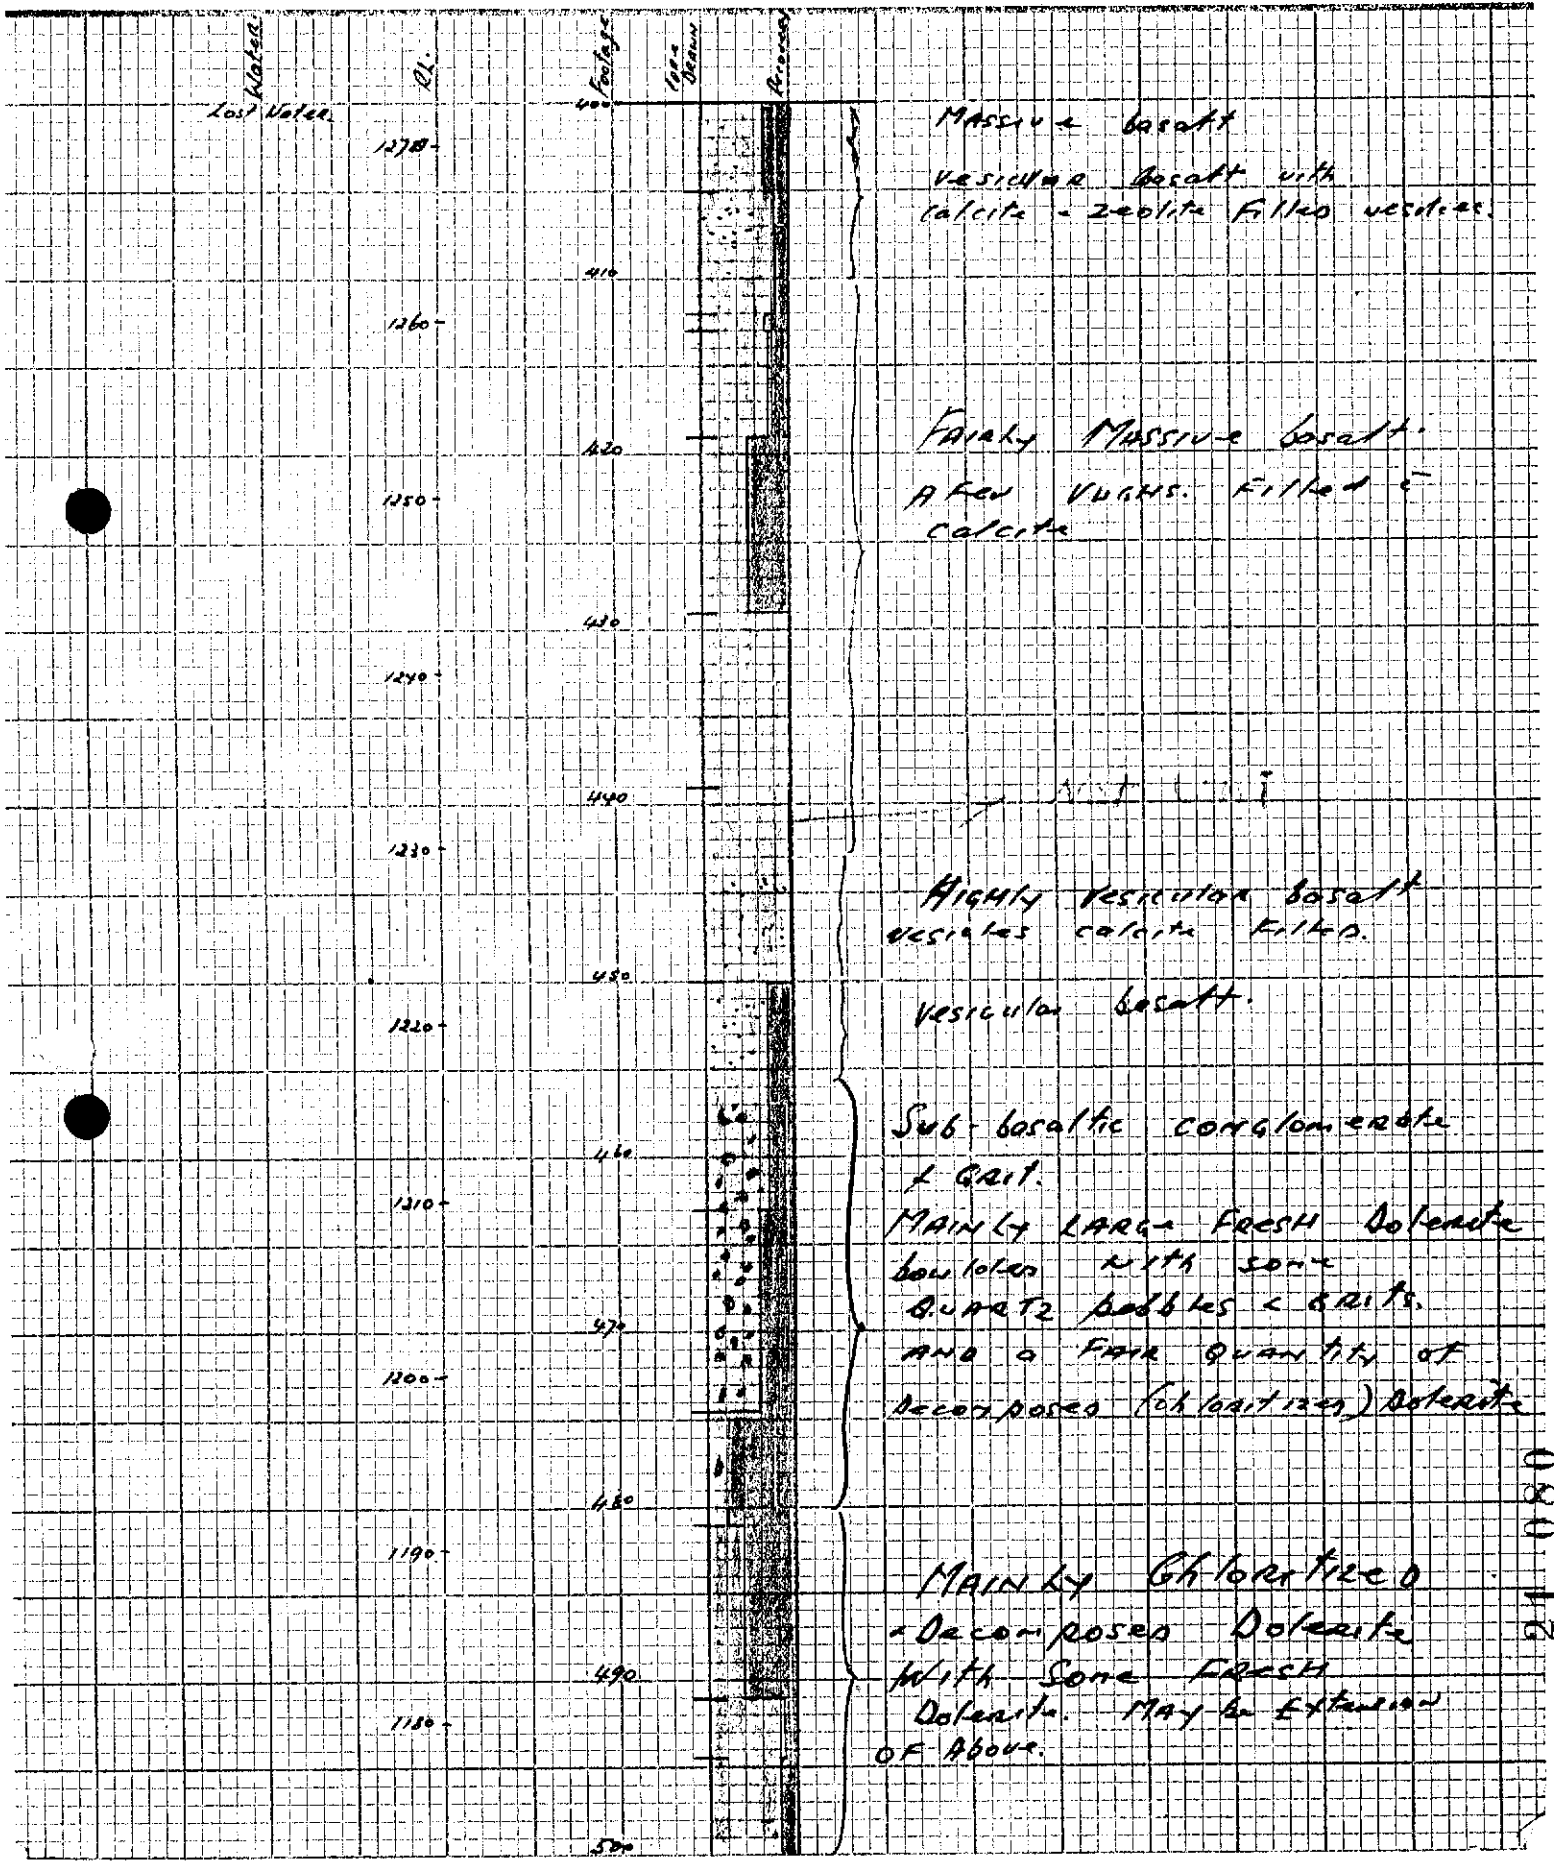 Water
RL.
Footage
Core Drawn
Recovery
Lost Water
400
1270
Massive basalt
vesicular basalt with
calcite - zeolite filled vesicles.
410
1260
420
Fairly Massive basalt.
1250
A Few Vughs. Filled c̄
calcite
430
1240
440
1230
Highly vesicular basalt
vesicles calcite filled.
450
1220
vesicular basalt.
Sub-basaltic conglomerate
460
& Grit.
1210
Mainly Large Fresh Dolerite
boulders with some
Quartz pebbles & Grits.
470
and a Fair Quantity of
1200
Decomposed (chloritized) Dolerite
480
1190
Mainly Chloritized
- Decomposed Dolerite
490
With Some Fresh
1180
Dolerite. May be Extension
of Above.
500
21 080